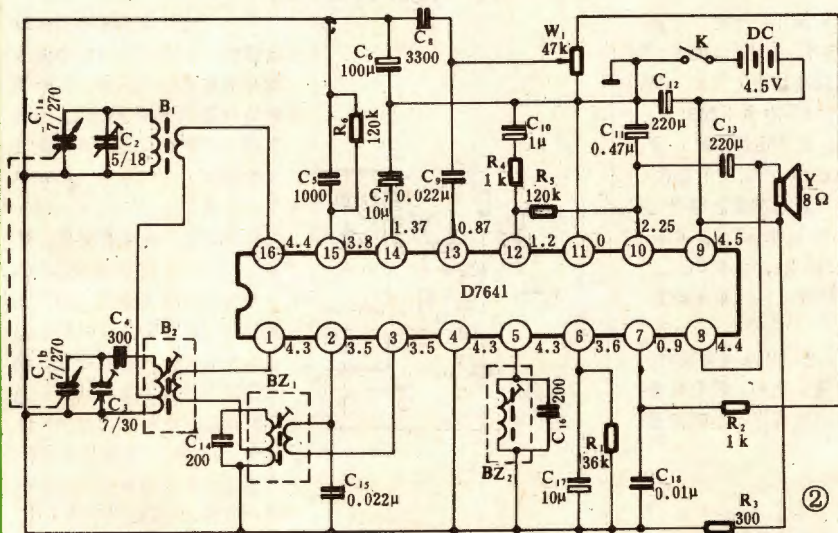 C₁ₐ
7/270
C₂
5/18
B₁
C₆
100μ
C₈
3300
R₆
120k
C₅
1000
C₇
10μ
0.022μ
C₉
W₁
47k
K
DC
4.5V
C₁₂
220μ
C₁₀
1μ
C₁₁
0.47μ
C₁₃
220μ
R₄
1k
R₅
120k
Y
8Ω
16 4.4 15 3.8 14 1.37 13 0.87 12 1.2 11 0 10 2.25 9 4.5
D7641
1 4.3 2 3.5 3 3.5 4 4.3 5 4.3 6 3.6 7 0.9 8 4.4
C₄
300
B₂
C₁b
7/270
C₃
7/30
BZ₁
C₁₄
200
C₁₅
0.022μ
BZ₂
C₁₆
200
C₁₇
10μ
R₁
36k
C₁₈
0.01μ
R₂
1k
R₃
300
②